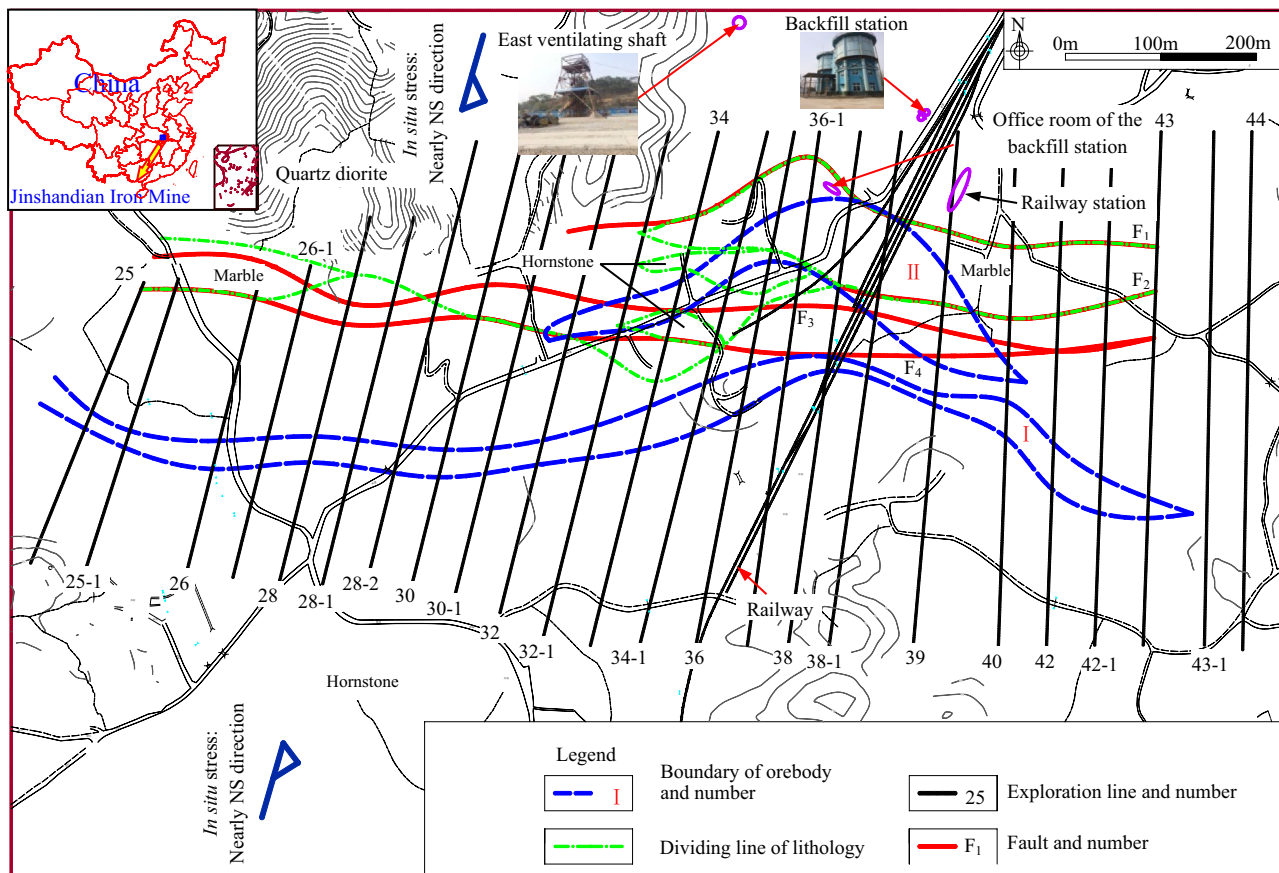 China
Jinshandian Iron Mine
In situ stress:
Nearly NS direction
East ventilating shaft
Backfill station
N
0m
100m
200m
34
36-1
Office room of the
backfill station
43
44
Quartz diorite
Railway station
26-1
Hornstone
F₁
25
Marble
II
Marble
F₂
F₃
F₄
I
25-1
26
28
28-1
28-2
30
30-1
32
32-1
34-1
36
Railway
38
38-1
39
40
42
42-1
43-1
Hornstone
In situ stress:
Nearly NS direction
Legend
I
Boundary of orebody
and number
25
Exploration line and number
Dividing line of lithology
F₁
Fault and number